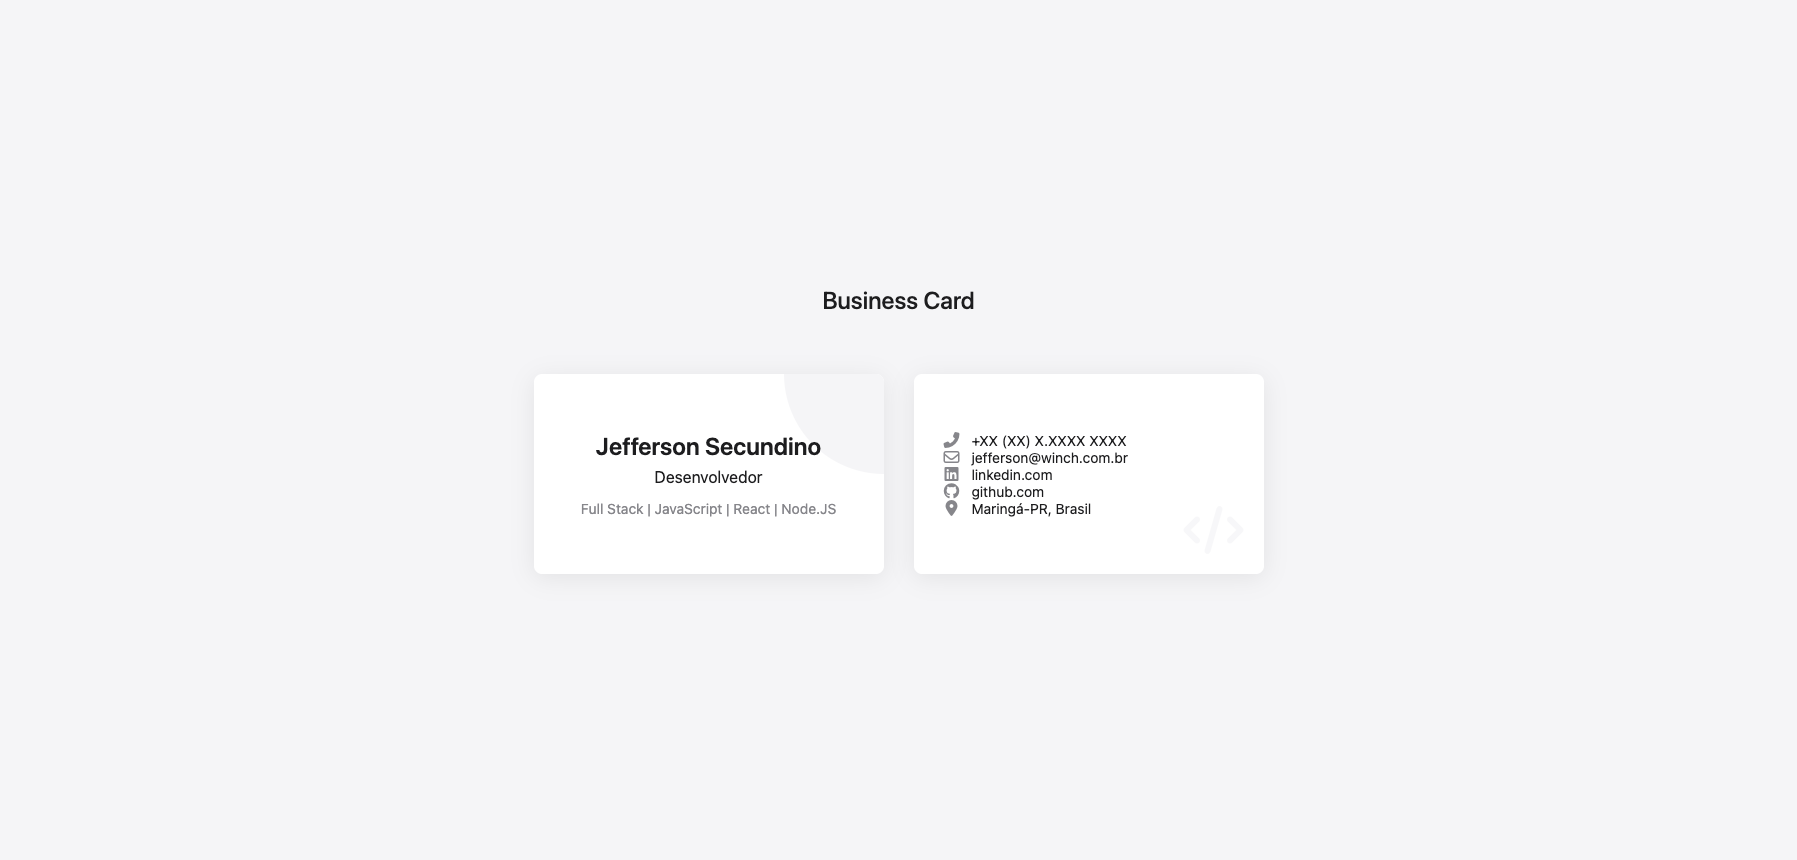 Business Card
Jefferson Secundino
Desenvolvedor
Full Stack | JavaScript | React | Node.JS
+XX (XX) X.XXXX XXXX
jefferson@winch.com.br
linkedin.com
github.com
Maringá-PR, Brasil